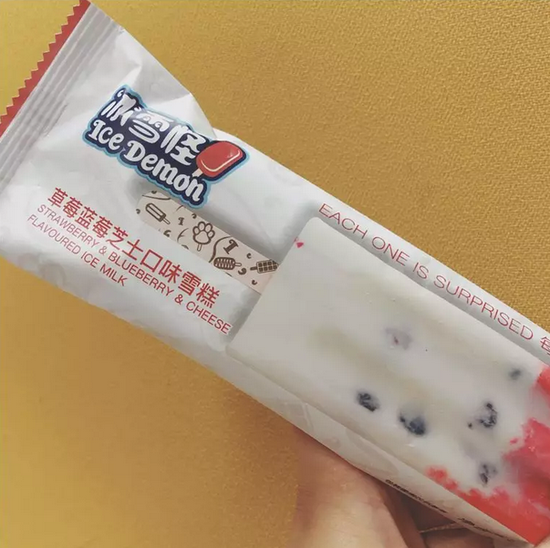 冰雪怪
Ice Demon
草莓蓝莓芝士口味雪糕
STRAWBERRY & BLUEBERRY & CHEESE
FLAVOURED ICE MILK
EACH ONE IS SURPRISED